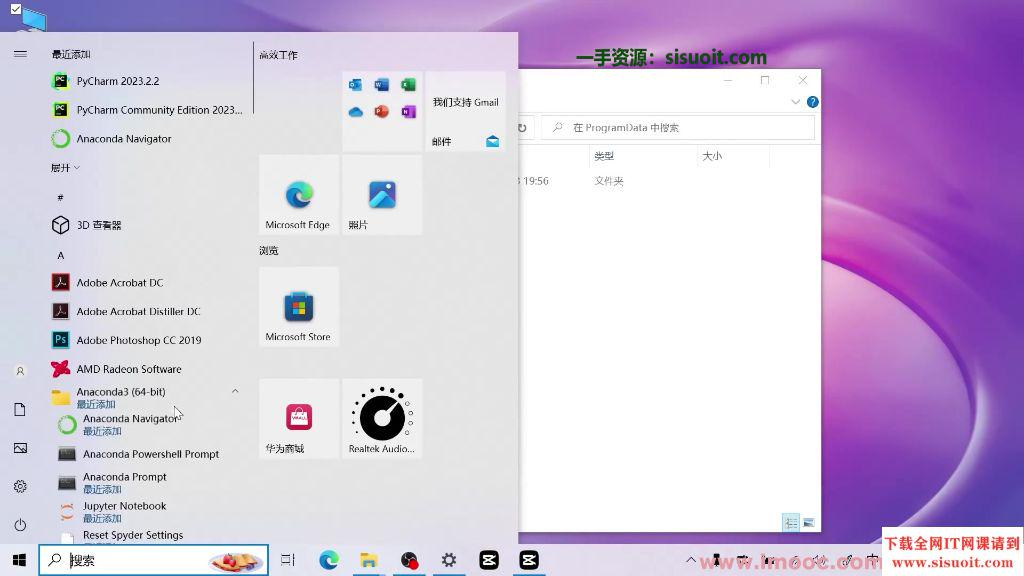 最近添加
PyCharm 2023.2.2
PyCharm Community Edition 2023...
Anaconda Navigator
展开
#
3D 查看器
A
Adobe Acrobat DC
Adobe Acrobat Distiller DC
Ps
Adobe Photoshop CC 2019
AMD Radeon Software
Anaconda3 (64-bit)
最近添加
Anaconda Navigator
最近添加
Anaconda Powershell Prompt
Anaconda Prompt
最近添加
Jupyter Notebook
最近添加
Reset Spyder Settings
高效工作
我们支持 Gmail
邮件
Microsoft Edge
照片
浏览
Microsoft Store
华为商城
Realtek Audio...
一手资源：sisuoit.com
在 ProgramData 中搜索
类型
大小
19:56
文件夹
搜索
www.imooc.com
下载全网IT网课请到
www.sisuoit.com